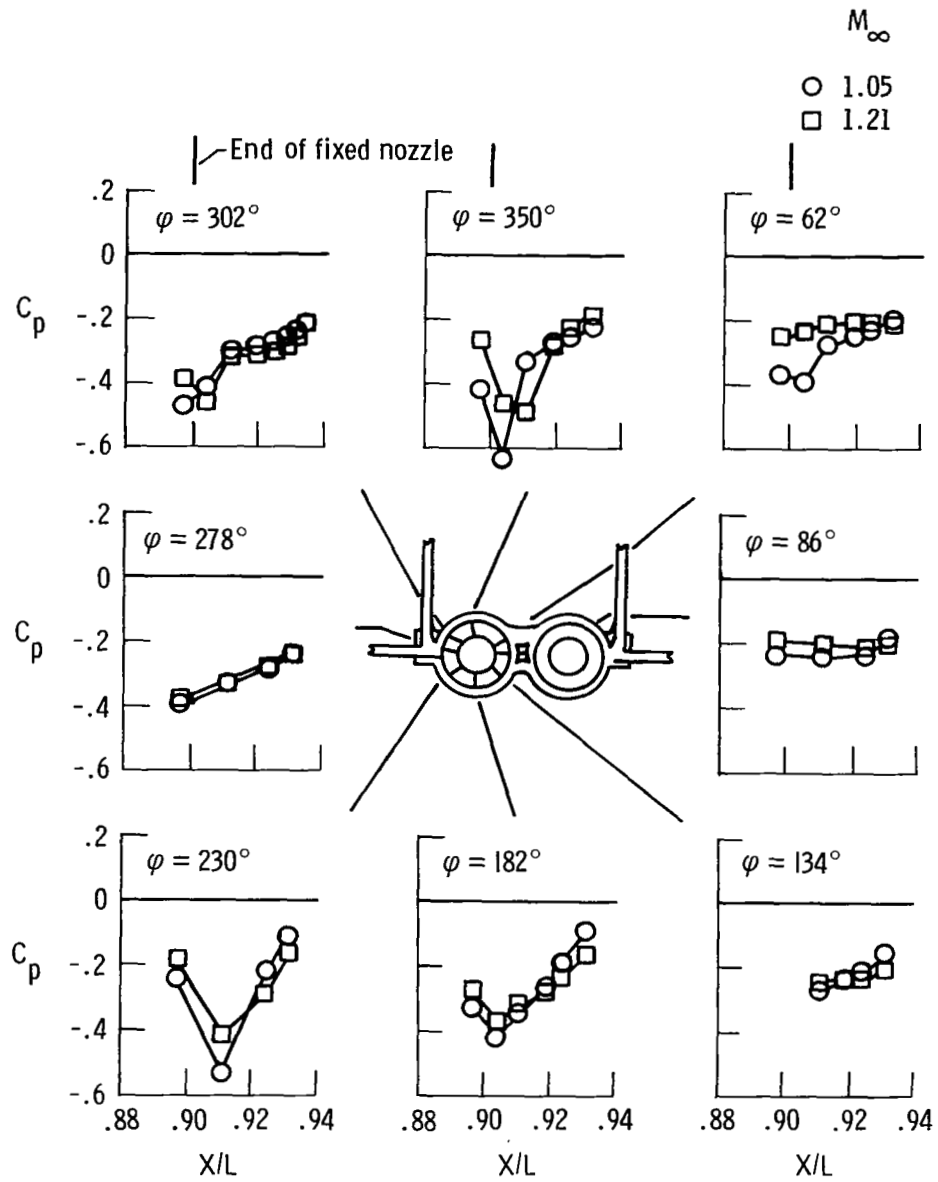 M∞
○ 1.05
□ 1.21
End of fixed nozzle
.2
0
-.2
-.4
-.6
Cp
φ = 302°
φ = 350°
φ = 62°
.2
0
-.2
-.4
-.6
Cp
φ = 278°
φ = 86°
.2
0
-.2
-.4
-.6
Cp
φ = 230°
φ = 182°
φ = 134°
.88 .90 .92 .94
.88 .90 .92 .94
.88 .90 .92 .94
X/L
X/L
X/L